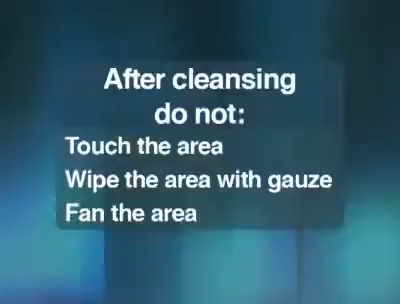 After cleansing
do not:
Touch the area
Wipe the area with gauze
Fan the area